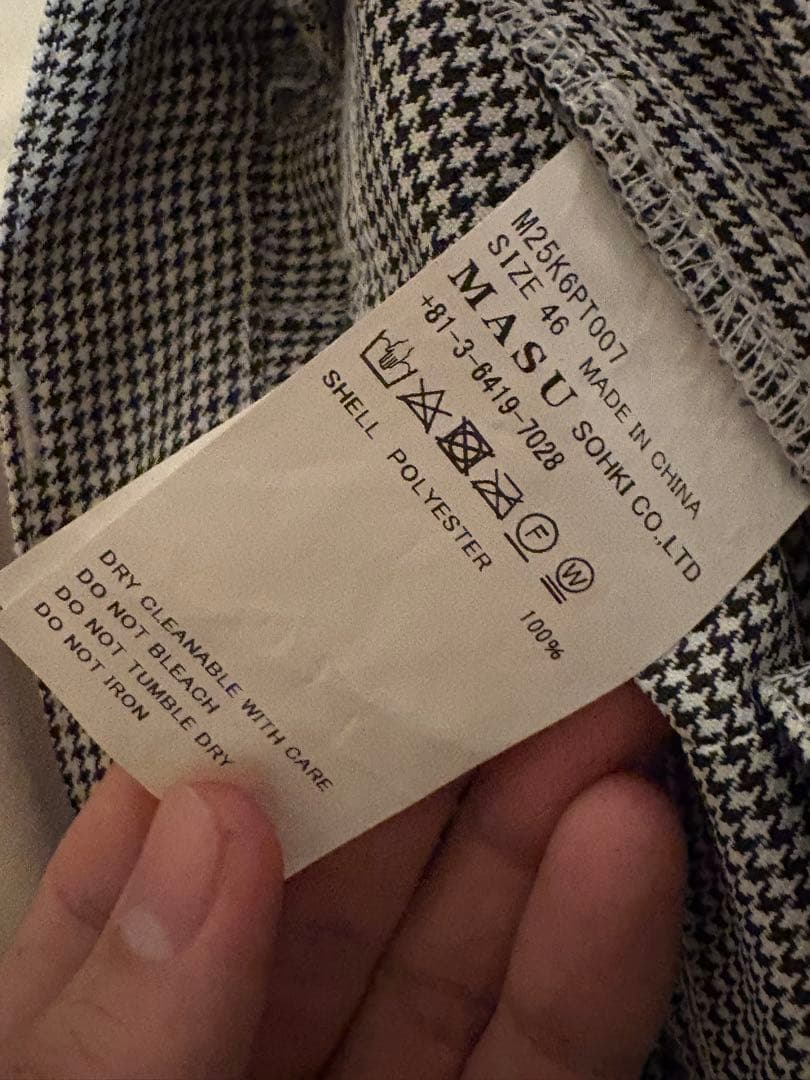 M25K6PT007
SIZE 46 MADE IN CHINA
MASU SOHKI CO.,LTD
+81-3-6419-7028
F W
SHELL POLYESTER 100%
DRY CLEANABLE WITH CARE
DO NOT BLEACH
DO NOT TUMBLE DRY
DO NOT IRON